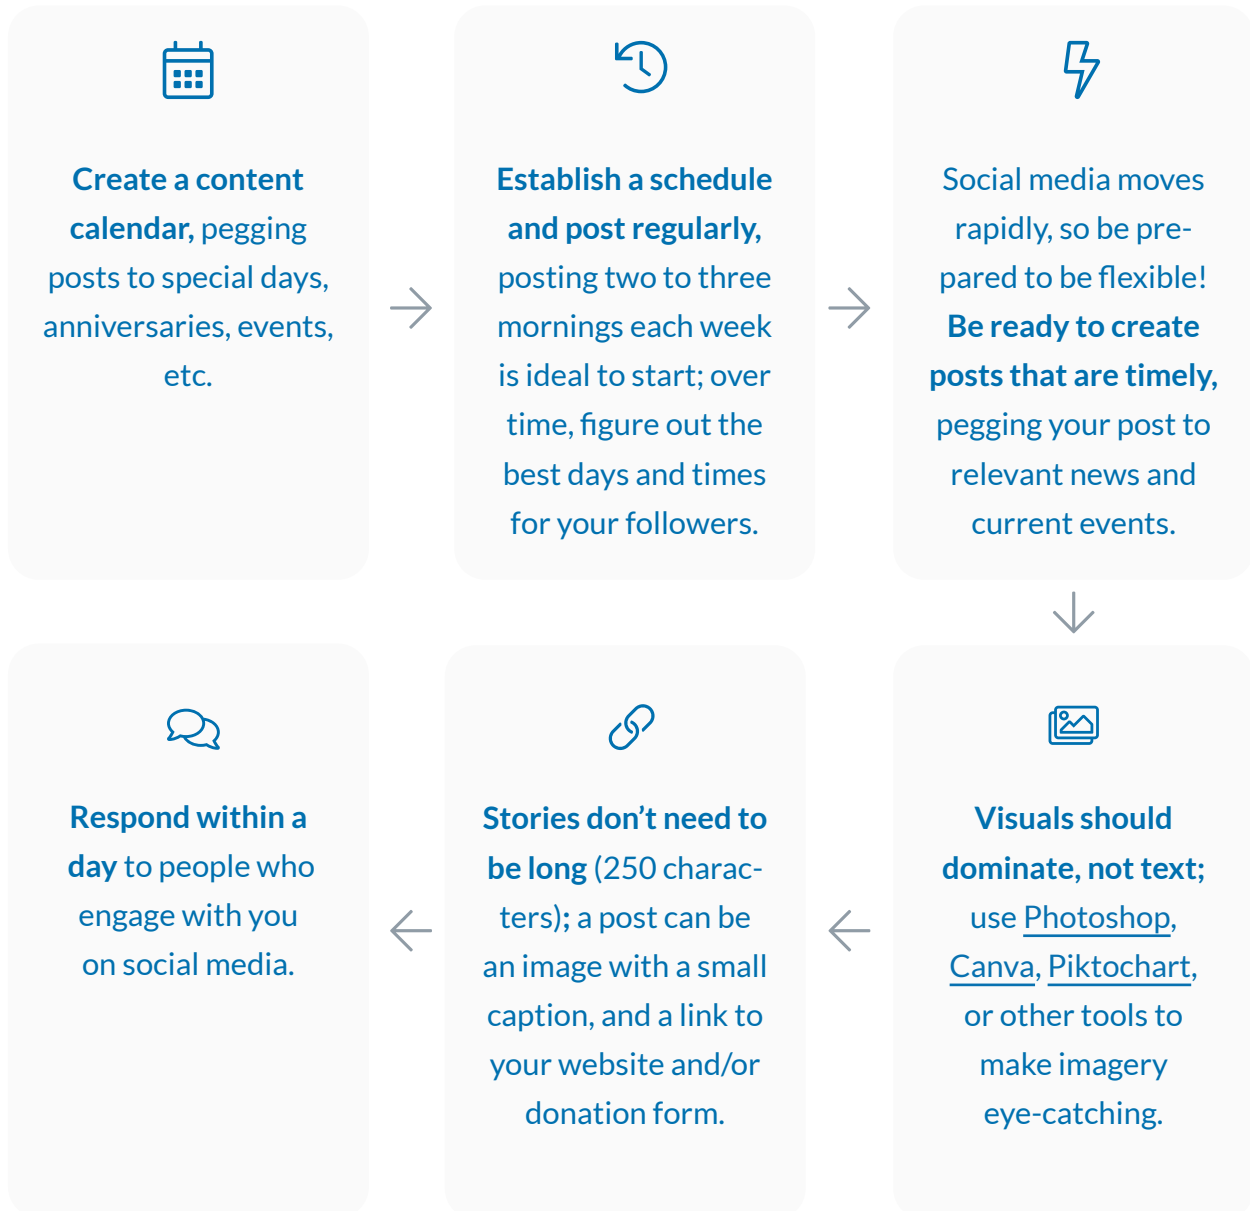 Create a content
calendar, pegging
posts to special days,
anniversaries, events,
etc.
Establish a schedule
and post regularly,
posting two to three
mornings each week
is ideal to start; over
time, figure out the
best days and times
for your followers.
Social media moves
rapidly, so be pre-
pared to be flexible!
Be ready to create
posts that are timely,
pegging your post to
relevant news and
current events.
Visuals should
dominate, not text;
use Photoshop,
Canva, Piktochart,
or other tools to
make imagery
eye-catching.
Stories don’t need to
be long (250 charac-
ters); a post can be
an image with a small
caption, and a link to
your website and/or
donation form.
Respond within a
day to people who
engage with you
on social media.